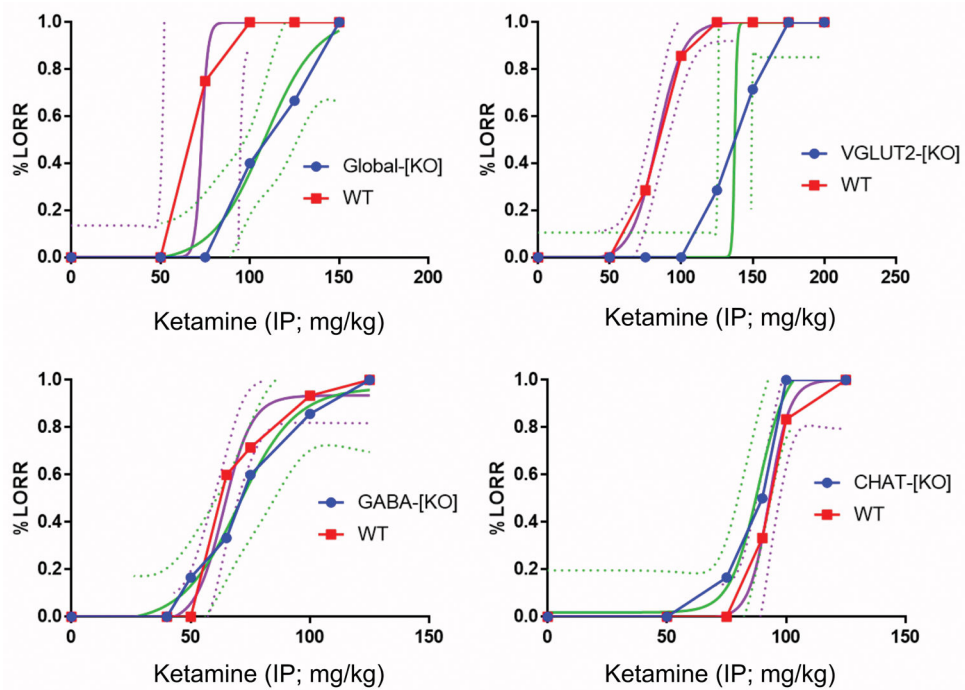 1.0
0.8
0.6
0.4
0.2
0.0
%LORR
Global-[KO]
WT
0 50 100 150 200
Ketamine (IP; mg/kg)
1.0
0.8
0.6
0.4
0.2
0.0
%LORR
VGLUT2-[KO]
WT
0 50 100 150 200 250
Ketamine (IP; mg/kg)
1.0
0.8
0.6
0.4
0.2
0.0
%LORR
GABA-[KO]
WT
0 50 100 150
Ketamine (IP; mg/kg)
1.0
0.8
0.6
0.4
0.2
0.0
%LORR
CHAT-[KO]
WT
0 50 100 150
Ketamine (IP; mg/kg)